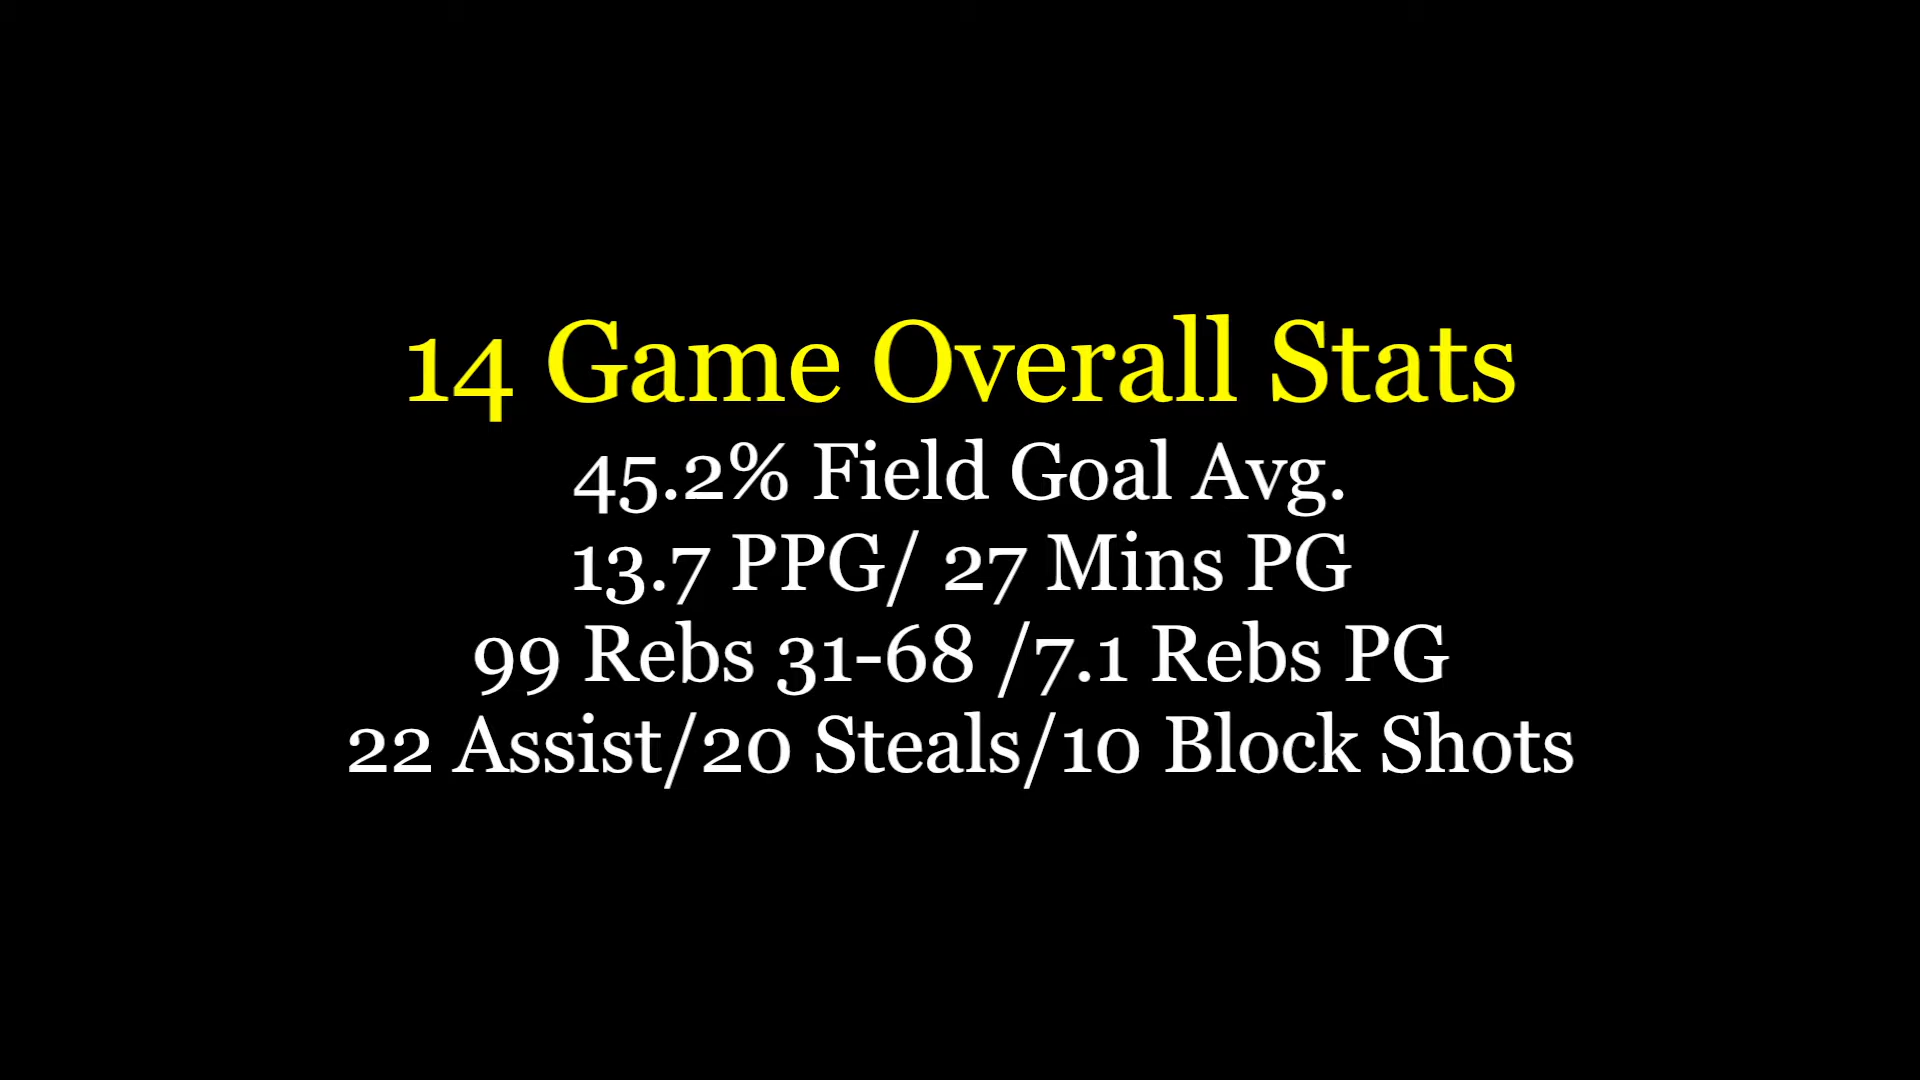 14 Game Overall Stats
45.2% Field Goal Avg.
13.7 PPG/ 27 Mins PG
99 Rebs 31-68 /7.1 Rebs PG
22 Assist/20 Steals/10 Block Shots